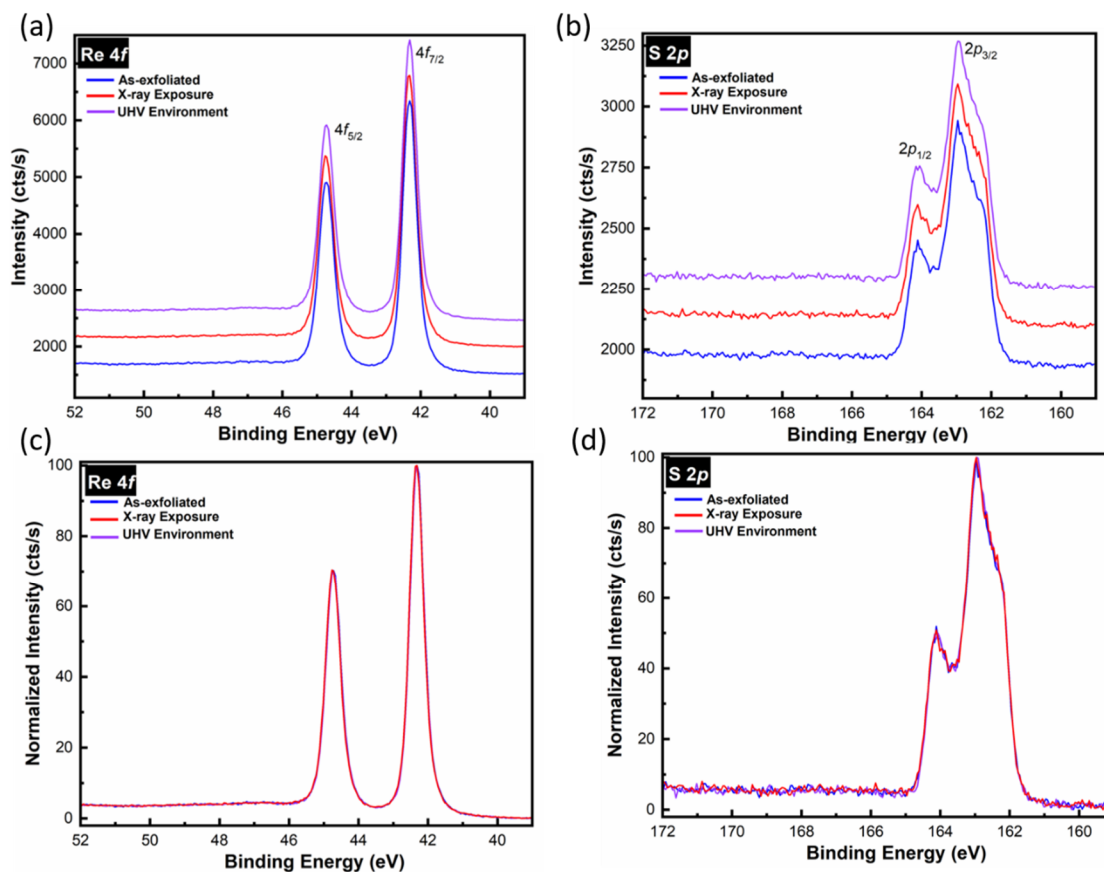 (a)
Re 4f
As-exfoliated
X-ray Exposure
UHV Environment
4f5/2
4f7/2
7000
6000
5000
4000
3000
2000
Intensity (cts/s)
52 50 48 46 44 42 40
Binding Energy (eV)
(b)
S 2p
As-exfoliated
X-ray Exposure
UHV Environment
2p1/2
2p3/2
3250
3000
2750
2500
2250
2000
Intensity (cts/s)
172 170 168 166 164 162 160
Binding Energy (eV)
(c)
Re 4f
As-exfoliated
X-ray Exposure
UHV Environment
100
80
60
40
20
0
Normalized Intensity (cts/s)
52 50 48 46 44 42 40
Binding Energy (eV)
(d)
S 2p
As-exfoliated
X-ray Exposure
UHV Environment
100
80
60
40
20
0
Normalized Intensity (cts/s)
172 170 168 166 164 162 160
Binding Energy (eV)